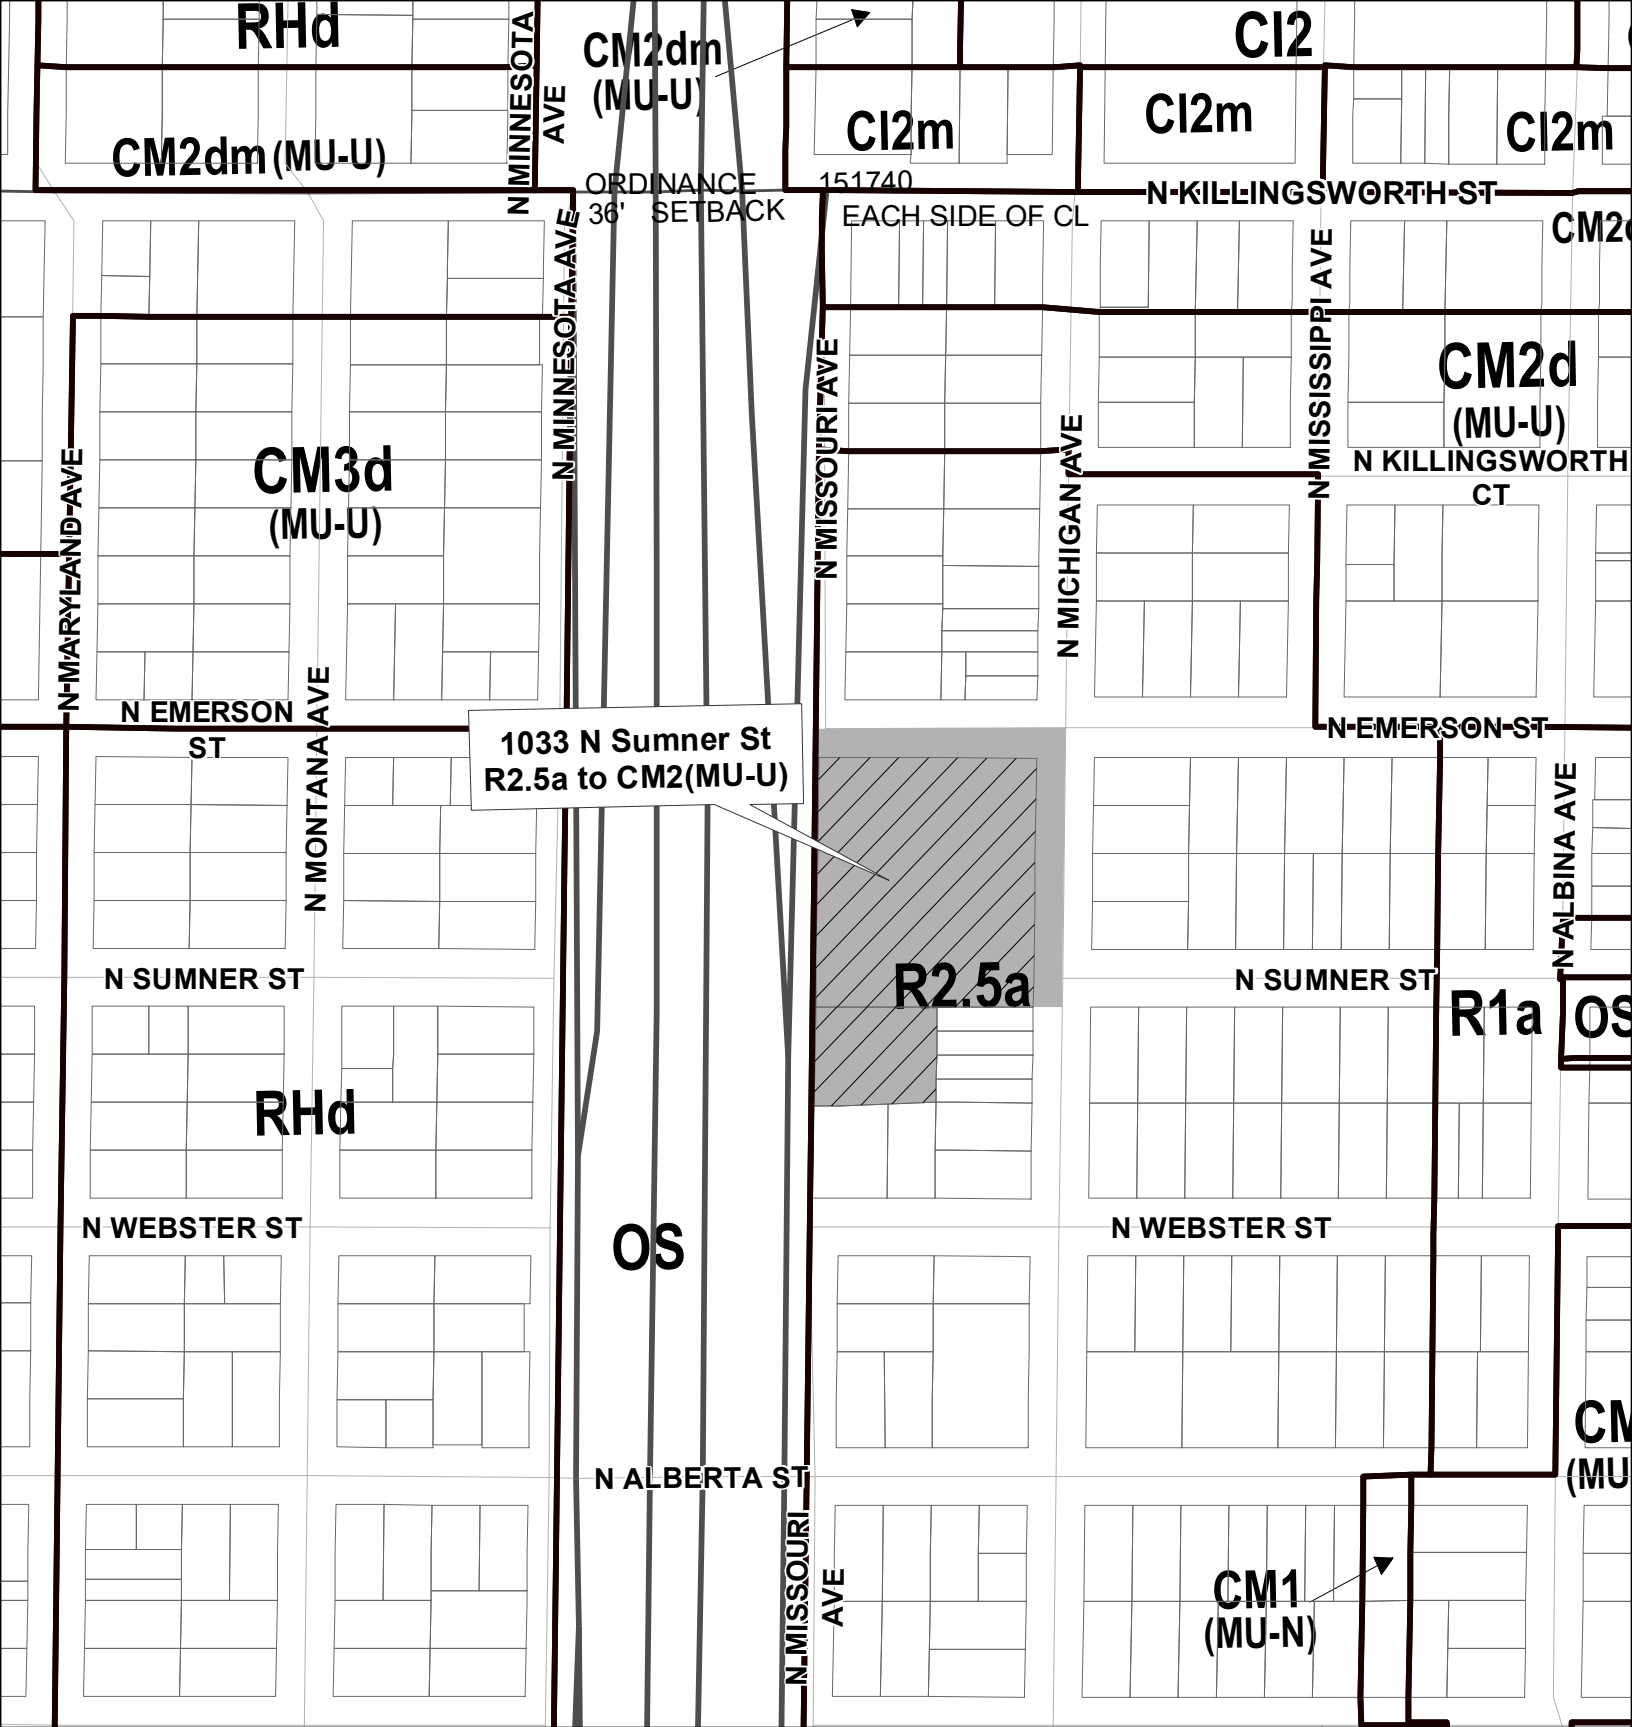 RHd
N MINNESOTA
AVE
CM2dm
(MU-U)
CI2
CI2m
CI2m
CI2m
CM2dm (MU-U)
ORDINANCE 151740
36' SETBACK EACH SIDE OF CL
N KILLINGSWORTH ST
CM2d
N MINNESOTA AVE
N MISSOURI AVE
N MISSISSIPPI AVE
CM2d
(MU-U)
N KILLINGSWORTH
CT
CM3d
(MU-U)
N MARYLAND AVE
N MICHIGAN AVE
N EMERSON
ST
N MONTANA AVE
1033 N Sumner St
R2.5a to CM2(MU-U)
N EMERSON ST
N ALBINA AVE
N SUMNER ST
R2.5a
N SUMNER ST
R1a
OS
RHd
N WEBSTER ST
OS
N WEBSTER ST
CM
(MU
N ALBERTA ST
N MISSOURI
AVE
CM1
(MU-N)